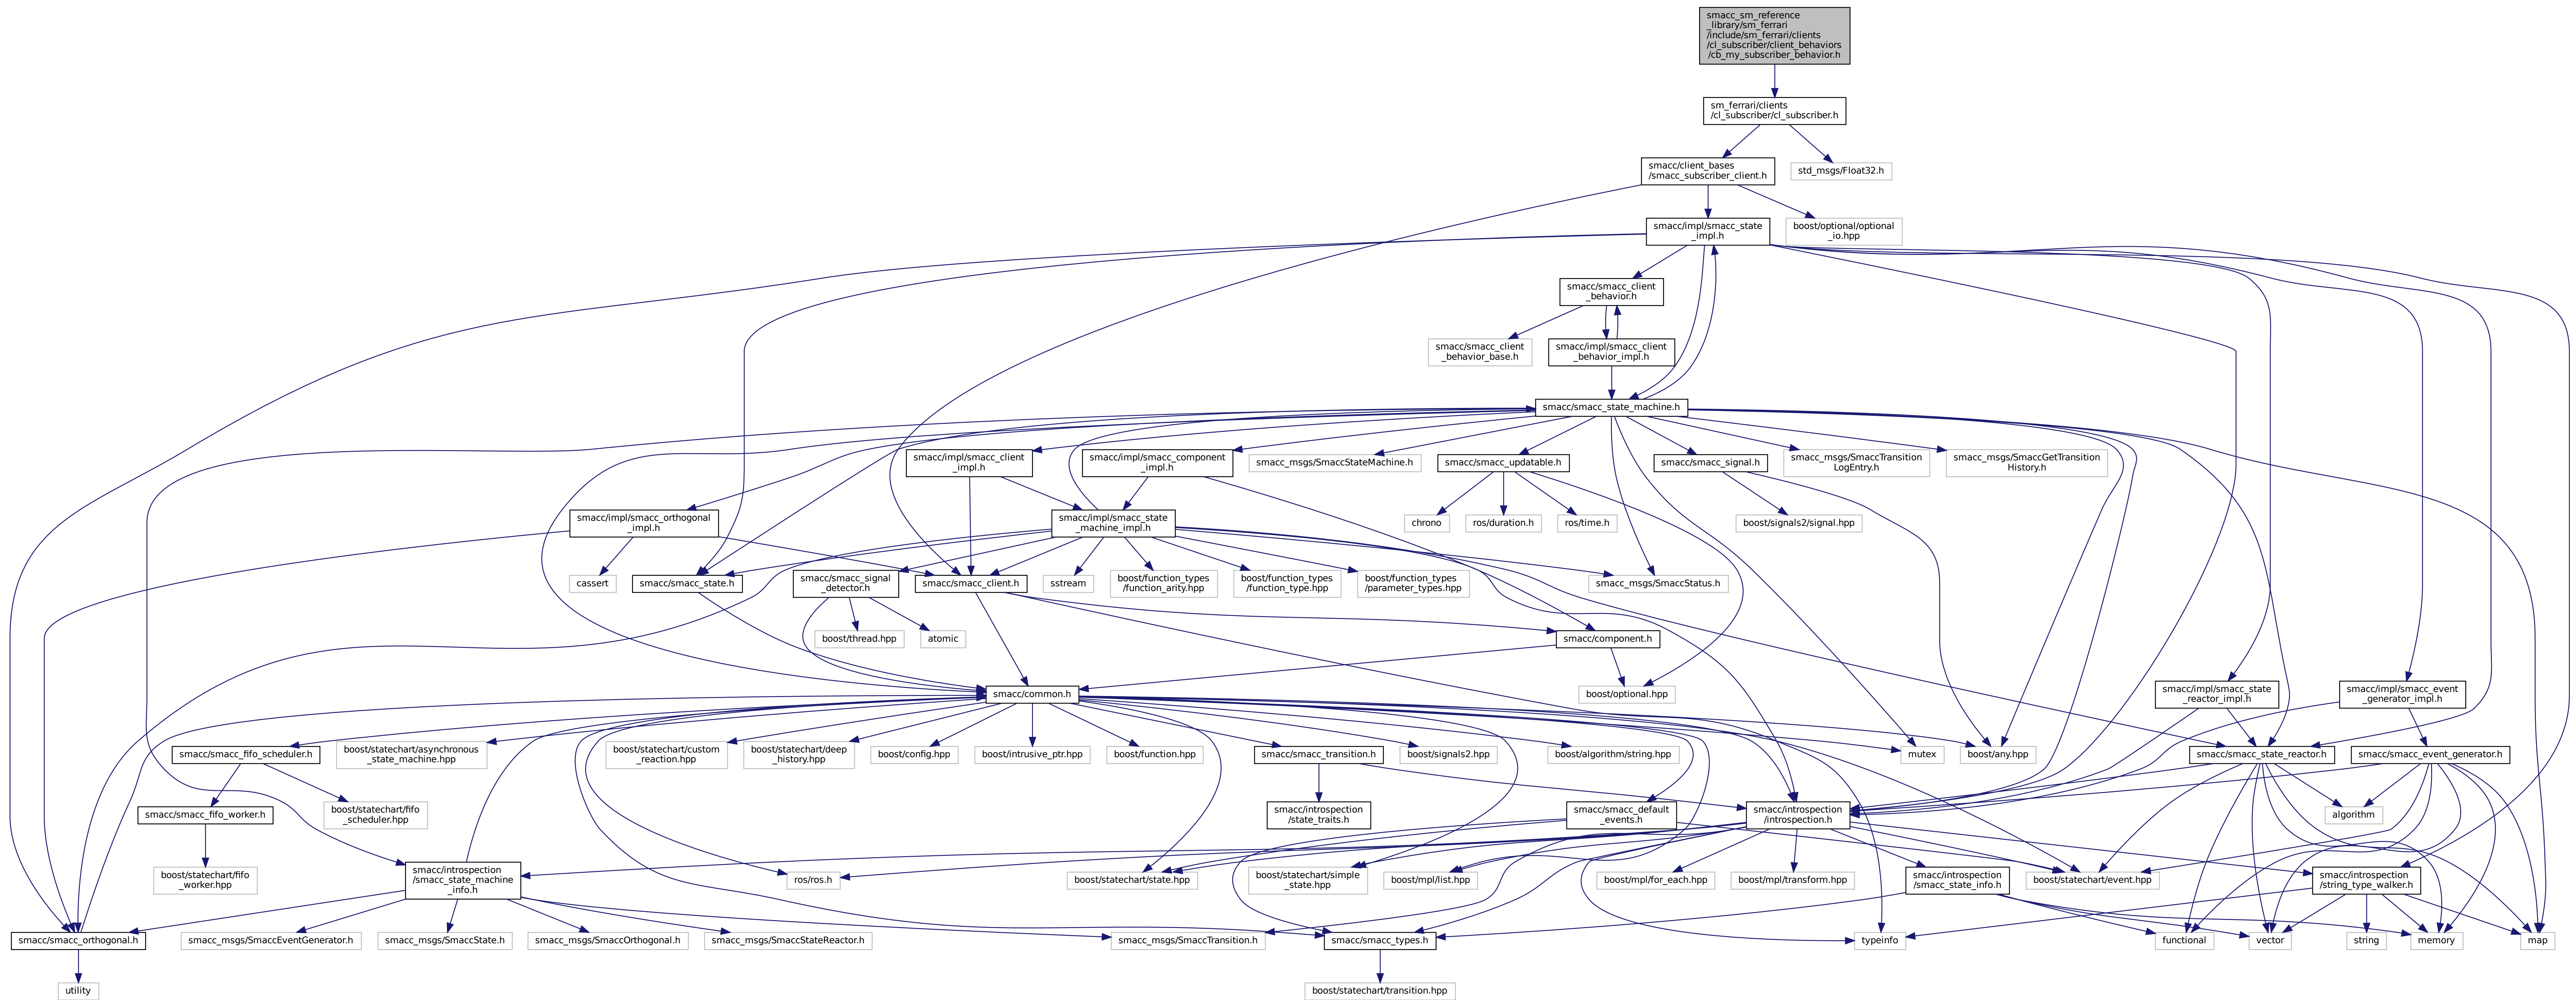 smacc_sm_reference
_library/sm_ferrari
/include/sm_ferrari/clients
/cl_subscriber/client_behaviors
/cb_my_subscriber_behavior.h
sm_ferrari/clients
/cl_subscriber/cl_subscriber.h
smacc/client_bases
/smacc_subscriber_client.h
std_msgs/Float32.h
smacc/impl/smacc_state
_impl.h
boost/optional/optional
_io.hpp
smacc/smacc_client
_behavior.h
smacc/smacc_client
_behavior_base.h
smacc/impl/smacc_client
_behavior_impl.h
smacc/smacc_state_machine.h
smacc/impl/smacc_client
_impl.h
smacc/impl/smacc_component
_impl.h
smacc_msgs/SmaccStateMachine.h
smacc/smacc_updatable.h
smacc/smacc_signal.h
smacc_msgs/SmaccTransition
LogEntry.h
smacc_msgs/SmaccGetTransition
History.h
smacc/impl/smacc_orthogonal
_impl.h
smacc/impl/smacc_state
_machine_impl.h
chrono
ros/duration.h
ros/time.h
boost/signals2/signal.hpp
cassert
smacc/smacc_state.h
smacc/smacc_signal
_detector.h
smacc/smacc_client.h
sstream
boost/function_types
/function_arity.hpp
boost/function_types
/function_type.hpp
boost/function_types
/parameter_types.hpp
smacc_msgs/SmaccStatus.h
boost/thread.hpp
atomic
smacc/component.h
smacc/common.h
boost/optional.hpp
smacc/impl/smacc_state
_reactor_impl.h
smacc/impl/smacc_event
_generator_impl.h
smacc/smacc_fifo_scheduler.h
boost/statechart/asynchronous
_state_machine.hpp
boost/statechart/custom
_reaction.hpp
boost/statechart/deep
_history.hpp
boost/config.hpp
boost/intrusive_ptr.hpp
boost/function.hpp
smacc/smacc_transition.h
boost/signals2.hpp
boost/algorithm/string.hpp
mutex
boost/any.hpp
smacc/smacc_state_reactor.h
smacc/smacc_event_generator.h
smacc/smacc_fifo_worker.h
boost/statechart/fifo
_scheduler.hpp
smacc/introspection
/state_traits.h
smacc/smacc_default
_events.h
smacc/introspection
/introspection.h
algorithm
boost/statechart/fifo
_worker.hpp
smacc/introspection
/smacc_state_machine
_info.h
ros/ros.h
boost/statechart/state.hpp
boost/statechart/simple
_state.hpp
boost/mpl/list.hpp
boost/mpl/for_each.hpp
boost/mpl/transform.hpp
smacc/introspection
/smacc_state_info.h
boost/statechart/event.hpp
smacc/introspection
/string_type_walker.h
smacc/smacc_orthogonal.h
smacc_msgs/SmaccEventGenerator.h
smacc_msgs/SmaccState.h
smacc_msgs/SmaccOrthogonal.h
smacc_msgs/SmaccStateReactor.h
smacc_msgs/SmaccTransition.h
smacc/smacc_types.h
typeinfo
functional
vector
string
memory
map
utility
boost/statechart/transition.hpp